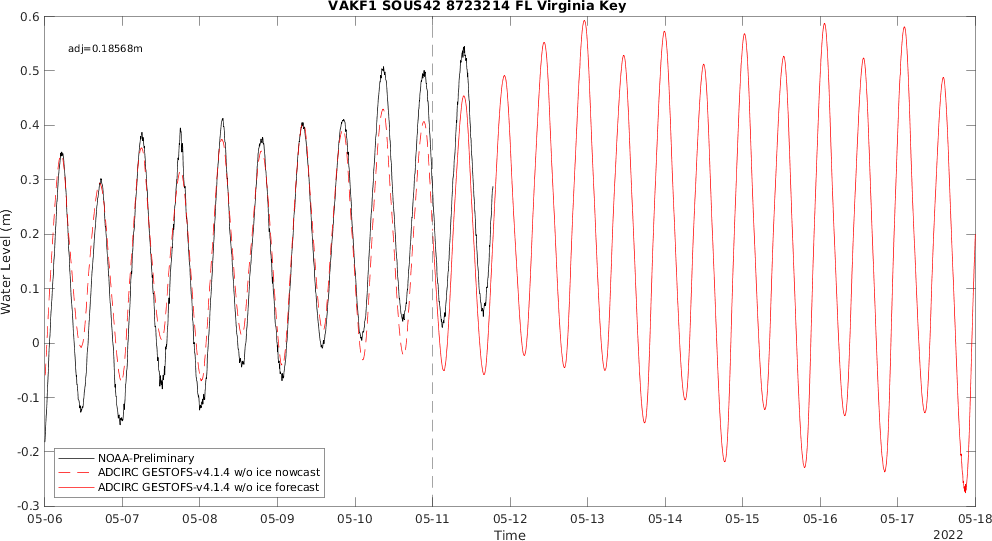 VAKF1 SOUS42 8723214 FL Virginia Key
adj=0.18568m
0.6
0.5
0.4
0.3
0.2
0.1
0
-0.1
-0.2
-0.3
Water Level (m)
NOAA-Preliminary
ADCIRC GESTOFS-v4.1.4 w/o ice nowcast
ADCIRC GESTOFS-v4.1.4 w/o ice forecast
05-06 05-07 05-08 05-09 05-10 05-11 05-12 05-13 05-14 05-15 05-16 05-17 05-18
Time
2022